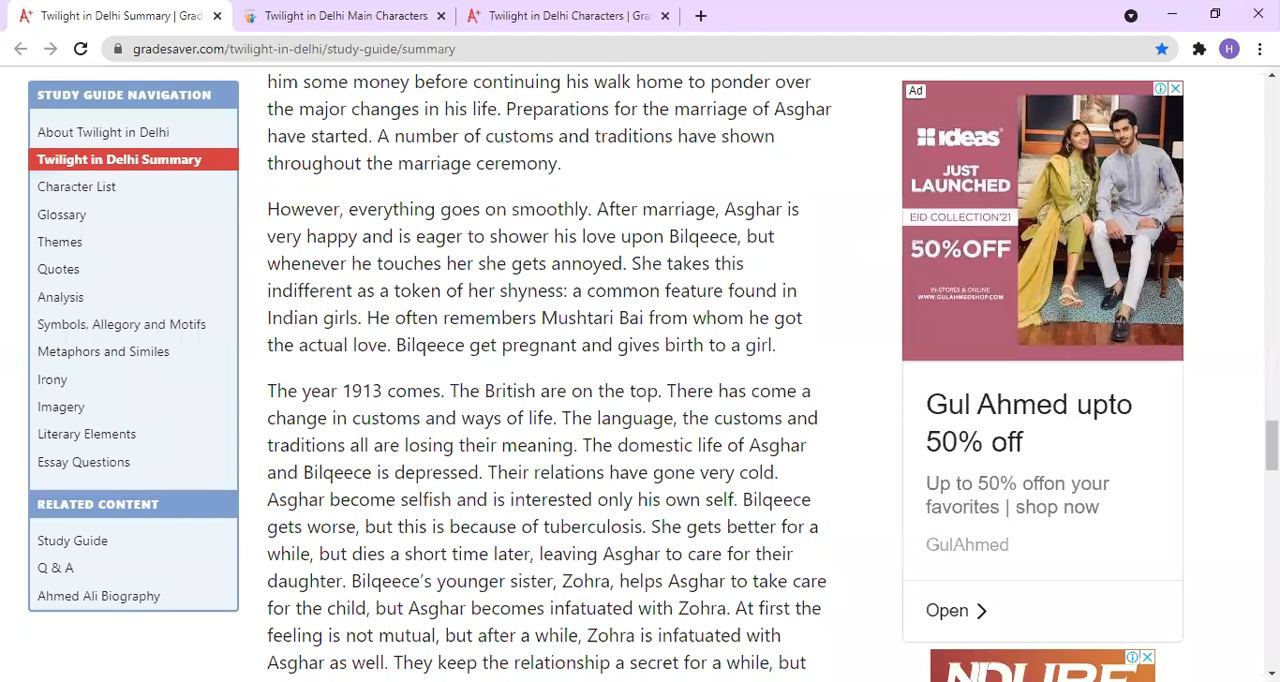 Twilight in Delhi Summary | Grad
Twilight in Delhi Main Characters
Twilight in Delhi Characters | Gra
gradesaver.com/twilight-in-delhi/study-guide/summary
H
STUDY GUIDE NAVIGATION
About Twilight in Delhi
Twilight in Delhi Summary
Character List
Glossary
Themes
Quotes
Analysis
Symbols, Allegory and Motifs
Metaphors and Similes
Irony
Imagery
Literary Elements
Essay Questions
RELATED CONTENT
Study Guide
Q & A
Ahmed Ali Biography
him some money before continuing his walk home to ponder over
the major changes in his life. Preparations for the marriage of Asghar
have started. A number of customs and traditions have shown
throughout the marriage ceremony.
However, everything goes on smoothly. After marriage, Asghar is
very happy and is eager to shower his love upon Bilqeece, but
whenever he touches her she gets annoyed. She takes this
indifferent as a token of her shyness: a common feature found in
Indian girls. He often remembers Mushtari Bai from whom he got
the actual love. Bilqeece get pregnant and gives birth to a girl.
The year 1913 comes. The British are on the top. There has come a
change in customs and ways of life. The language, the customs and
traditions all are losing their meaning. The domestic life of Asghar
and Bilqeece is depressed. Their relations have gone very cold.
Asghar become selfish and is interested only his own self. Bilqeece
gets weak, but this is because of tuberculosis. She gets better for a
while, but dies a short time later, leaving Asghar to care for their
daughter. Bilqeece's younger sister, Zohra, helps Asghar to take care
for the child, but Asghar becomes infatuated with Zohra. At first the
feeling is not mutual, but after a while, Zohra is infatuated with
Asghar as well. They keep the relationship a secret for a while, but
Ad
ideas
JUST
LAUNCHED
EID COLLECTION'21
50%OFF
IN-STORES & ONLINE
WWW.GULAHMEDSHOP.COM
Gul Ahmed upto
50% off
Up to 50% offon your
favorites | shop now
GulAhmed
Open